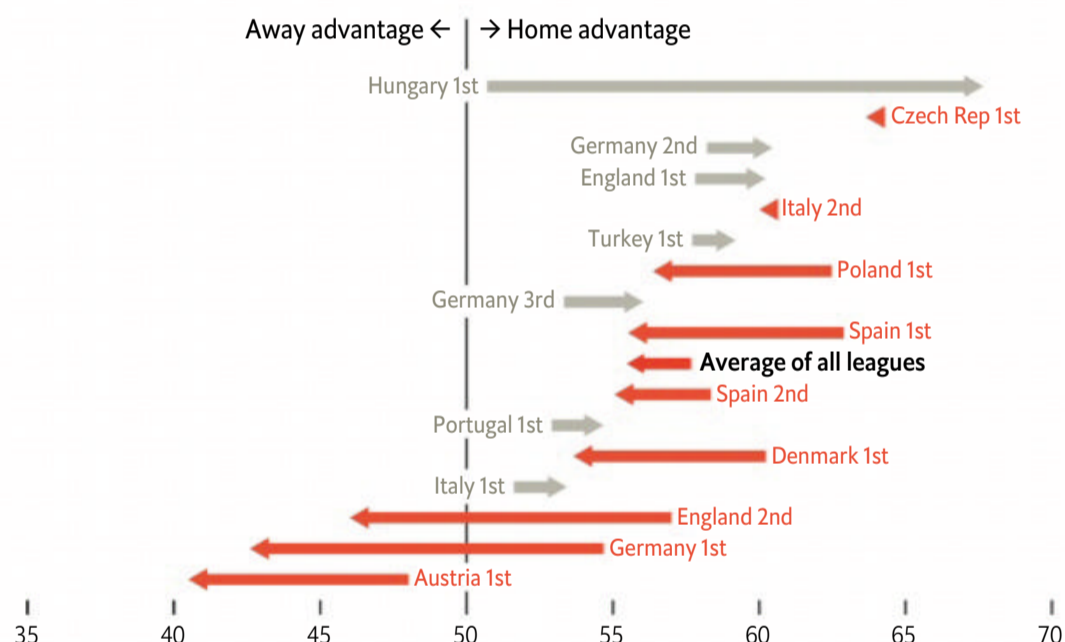 Away advantage ← → Home advantage
Hungary 1st
Czech Rep 1st
Germany 2nd
England 1st
Italy 2nd
Turkey 1st
Poland 1st
Germany 3rd
Spain 1st
Average of all leagues
Spain 2nd
Portugal 1st
Denmark 1st
Italy 1st
England 2nd
Germany 1st
Austria 1st
35 40 45 50 55 60 65 70